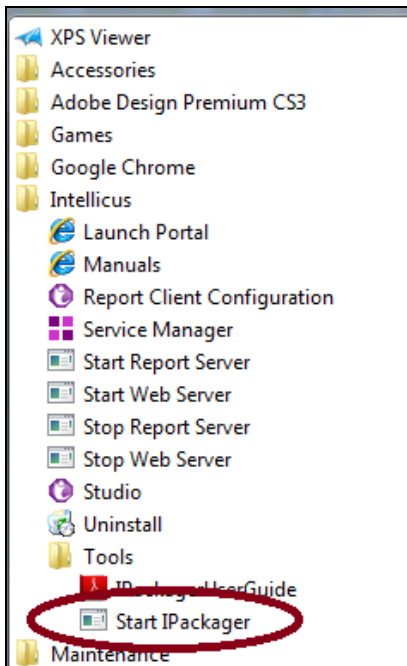 XPS Viewer
Accessories
Adobe Design Premium CS3
Games
Google Chrome
Intellicus
Launch Portal
Manuals
Report Client Configuration
Service Manager
Start Report Server
Start Web Server
Stop Report Server
Stop Web Server
Studio
Uninstall
Tools
IPackagerUserGuide
Start IPackager
Maintenance